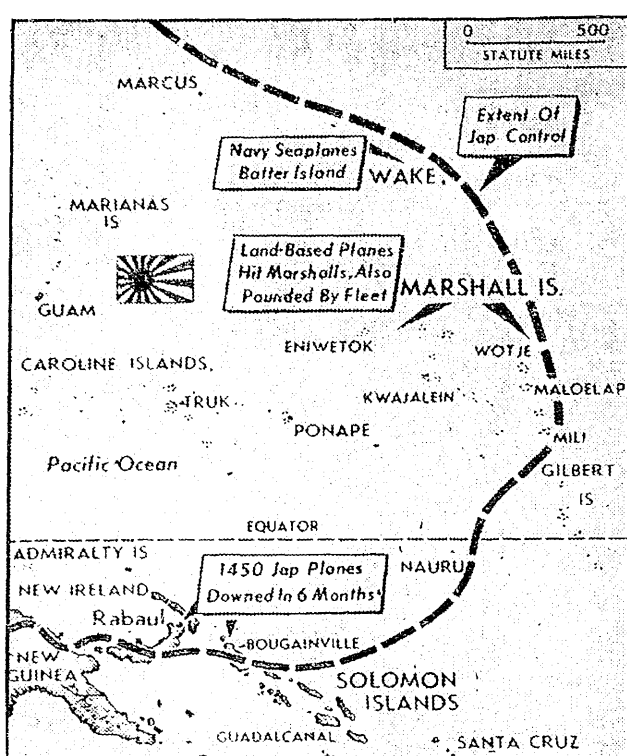 0 500
STATUTE MILES
MARCUS
Extent Of
Jap Control
Navy Seaplanes
Batter Island
WAKE
MARIANAS
IS
Land-Based Planes
Hit Marshalls, Also
Pounded By Fleet
MARSHALL IS.
GUAM
ENIWETOK
WOTJE
CAROLINE ISLANDS
MALOELAP
KWAJALEIN
TRUK
PONAPE
MILI
Pacific Ocean
GILBERT
IS
EQUATOR
ADMIRALTY IS
1450 Jap Planes
Downed In 6 Months
NAURU
NEW IRELAND
Rabaul
BOUGAINVILLE
NEW
GUINEA
SOLOMON
ISLANDS
GUADALCANAL
SANTA CRUZ